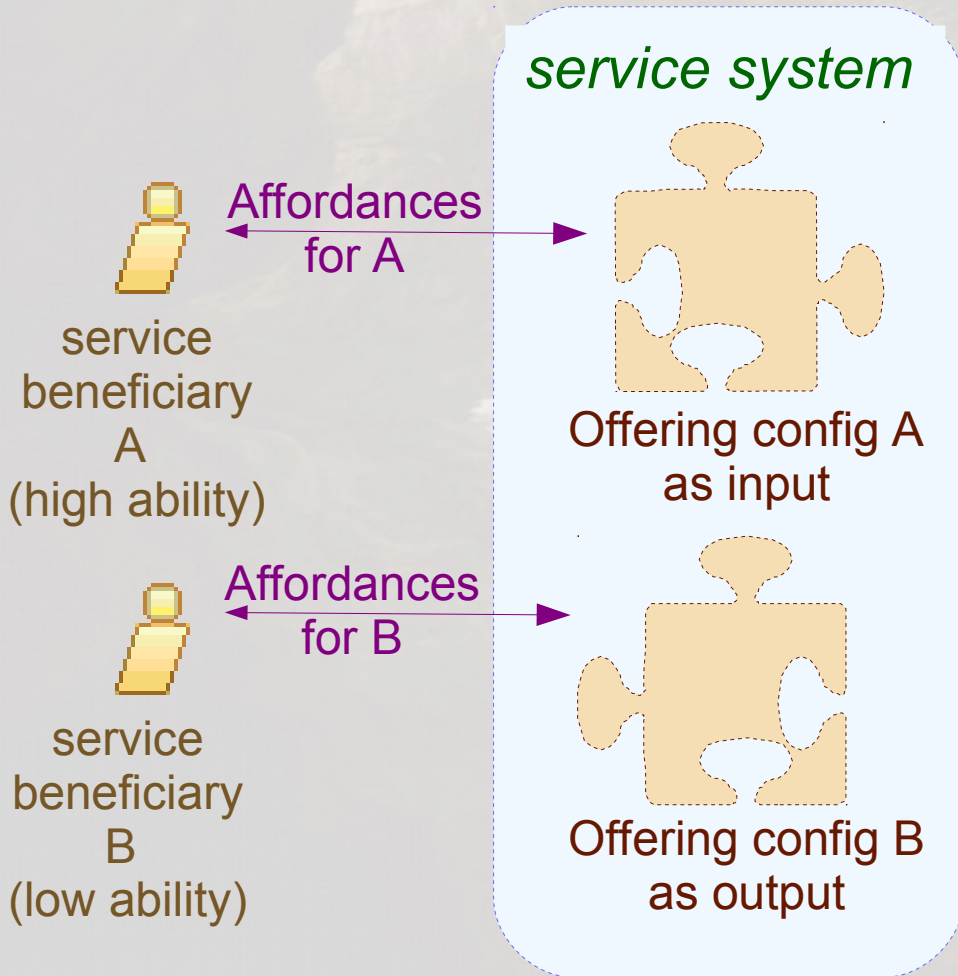 service system
Affordances
for A
service
beneficiary
A
(high ability)
Offering config A
as input
Affordances
for B
service
beneficiary
B
(low ability)
Offering config B
as output